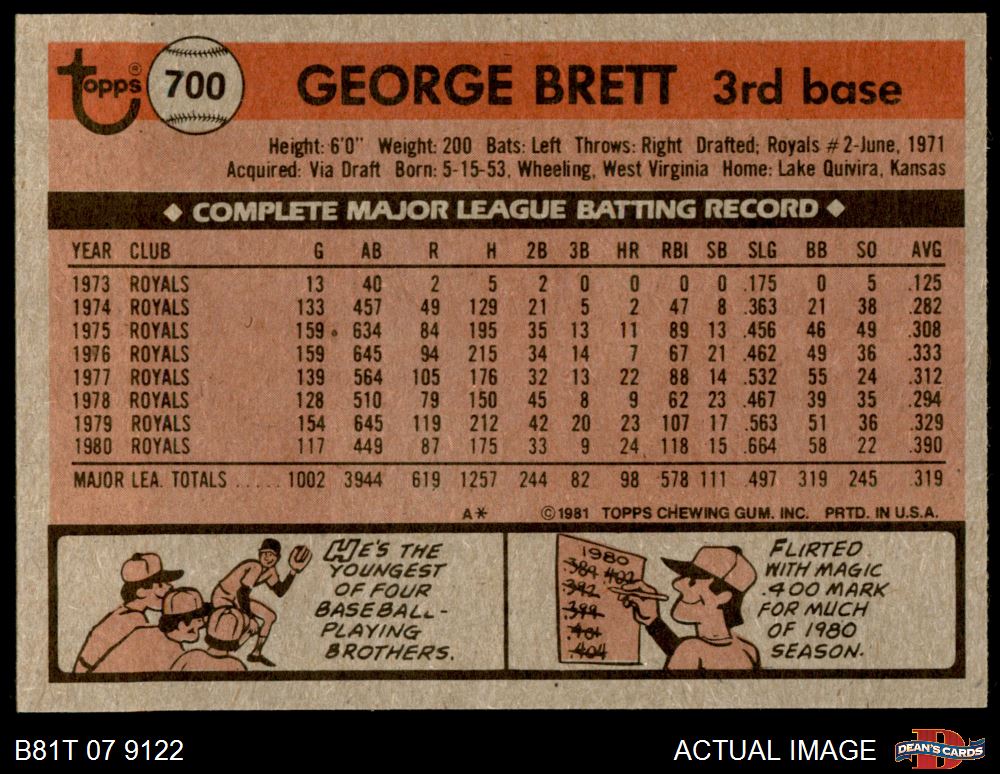 Topps®
700
GEORGE BRETT 3rd base
Height: 6'0" Weight: 200 Bats: Left Throws: Right Drafted; Royals #2-June, 1971
Acquired: Via Draft Born: 5-15-53, Wheeling, West Virginia Home: Lake Quivira, Kansas
◆ COMPLETE MAJOR LEAGUE BATTING RECORD ◆
YEAR CLUB G AB R H 2B 3B HR RBI SB SLG BB SO AVG
1973 ROYALS 13 40 2 5 2 0 0 0 0 .175 0 5 .125
1974 ROYALS 133 457 49 129 21 5 2 47 8 .363 21 38 .282
1975 ROYALS 159 634 84 195 35 13 11 89 13 .456 46 49 .308
1976 ROYALS 159 645 94 215 34 14 7 67 21 .462 49 36 .333
1977 ROYALS 139 564 105 176 32 13 22 88 14 .532 55 24 .312
1978 ROYALS 128 510 79 150 45 8 9 62 23 .467 39 35 .294
1979 ROYALS 154 645 119 212 42 20 23 107 17 .563 51 36 .329
1980 ROYALS 117 449 87 175 33 9 24 118 15 .664 58 22 .390
MAJOR LEA. TOTALS ..... 1002 3944 619 1257 244 82 98 578 111 .497 319 245 .319
A* ©1981 TOPPS CHEWING GUM, INC. PRTD. IN U.S.A.
HE'S THE
YOUNGEST
OF FOUR
BASEBALL-
PLAYING
BROTHERS.
1980
.389 .402
.392
.399
.401
.404
FLIRTED
WITH MAGIC
.400 MARK
FOR MUCH
OF 1980
SEASON.
B81T 07 9122
ACTUAL IMAGE
D
DEAN'S CARDS